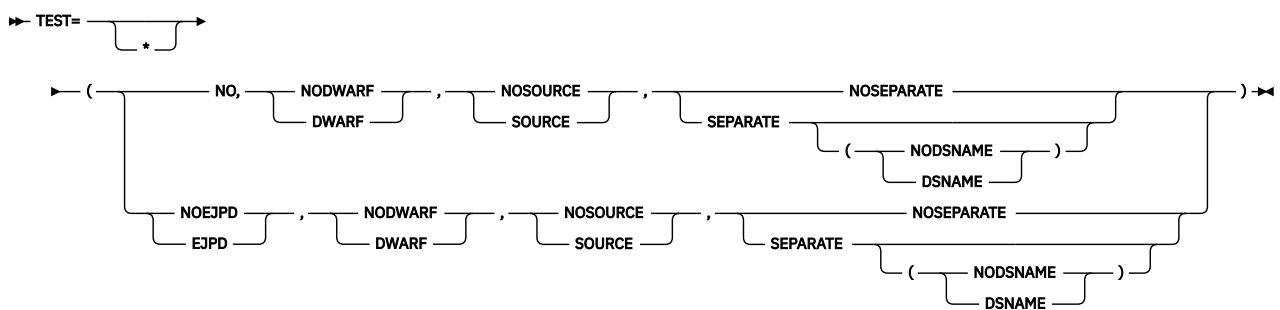 TEST=
*
( NO, NODWARF , NOSOURCE , NOSEPARATE )
DWARF SOURCE SEPARATE
( NODSNAME )
DSNAME
NOEJPD , NODWARF , NOSOURCE , NOSEPARATE
EJPD DWARF SOURCE SEPARATE
( NODSNAME )
DSNAME